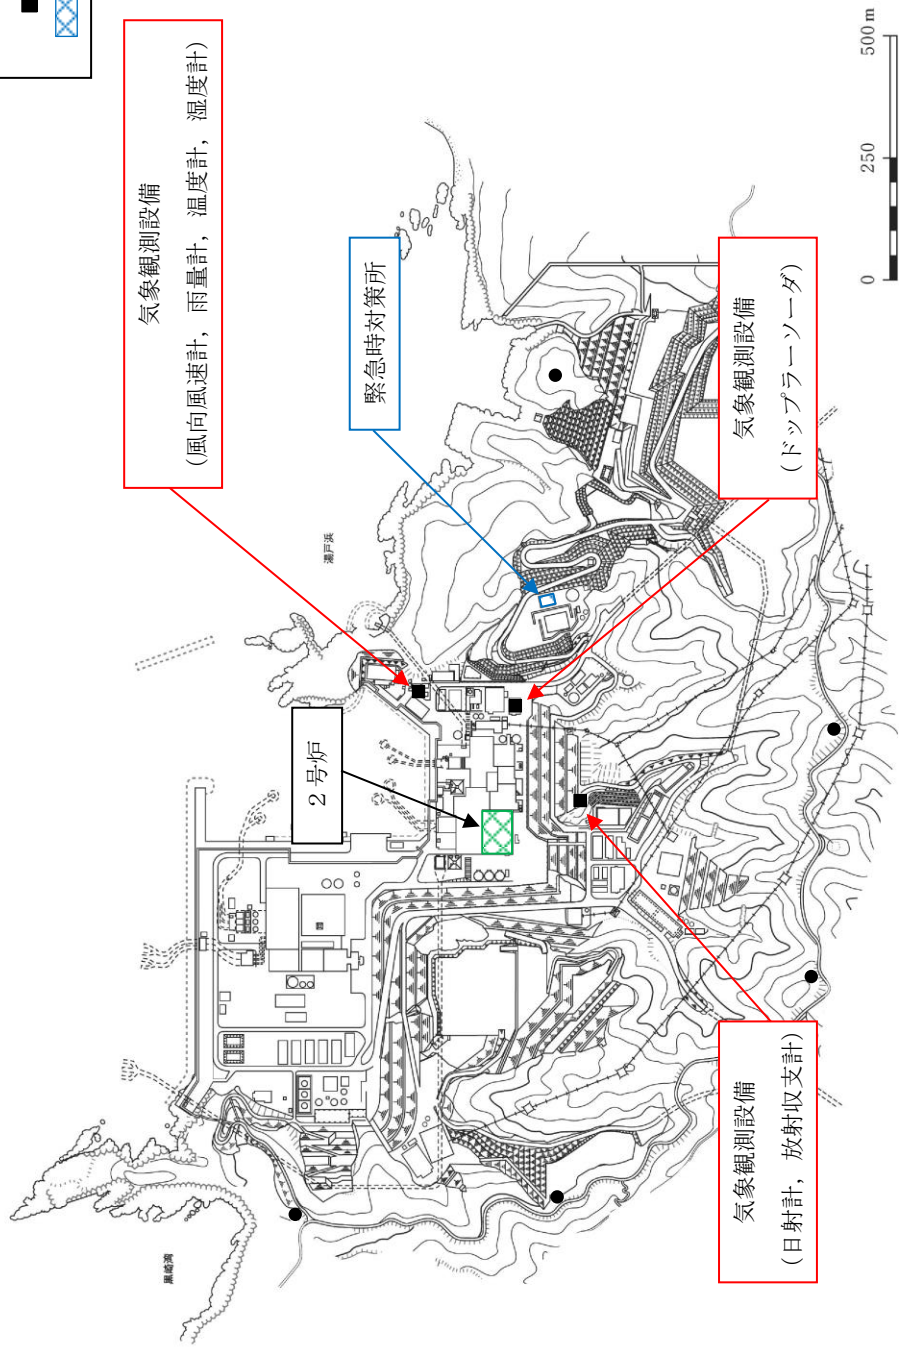 気象観測設備
(風向風速計,雨量計,温度計,湿度計)
緊急時対策所
2号炉
気象観測設備
(ドップラーソーダ)
気象観測設備
(日射計,放射収支計)
湯戸浜
黒崎湾
0 250 500 m